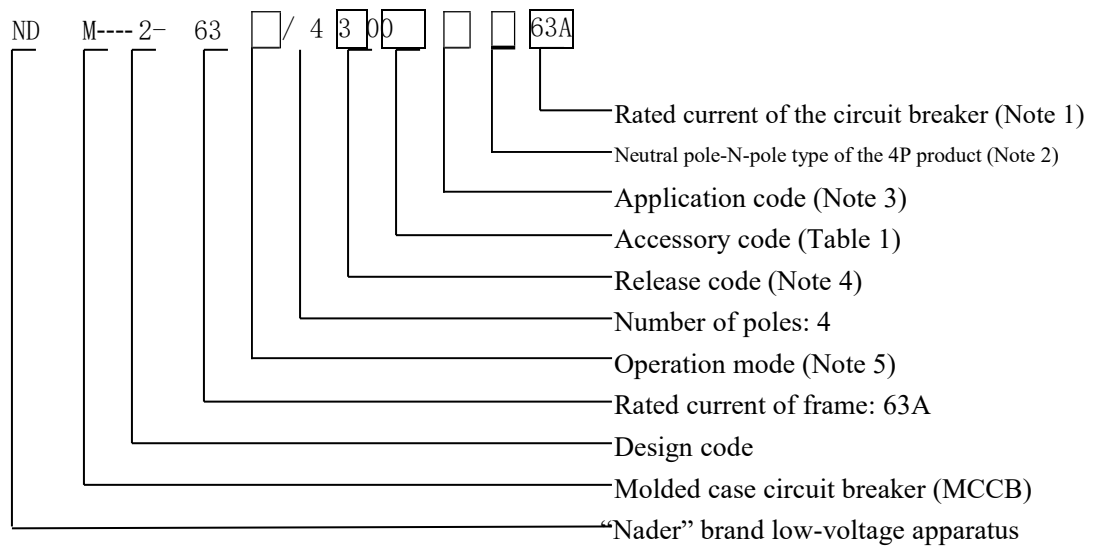 ND M----2- 63 / 4 3 00 63A
Rated current of the circuit breaker (Note 1)
Neutral pole-N-pole type of the 4P product (Note 2)
Application code (Note 3)
Accessory code (Table 1)
Release code (Note 4)
Number of poles: 4
Operation mode (Note 5)
Rated current of frame: 63A
Design code
Molded case circuit breaker (MCCB)
“Nader” brand low-voltage apparatus